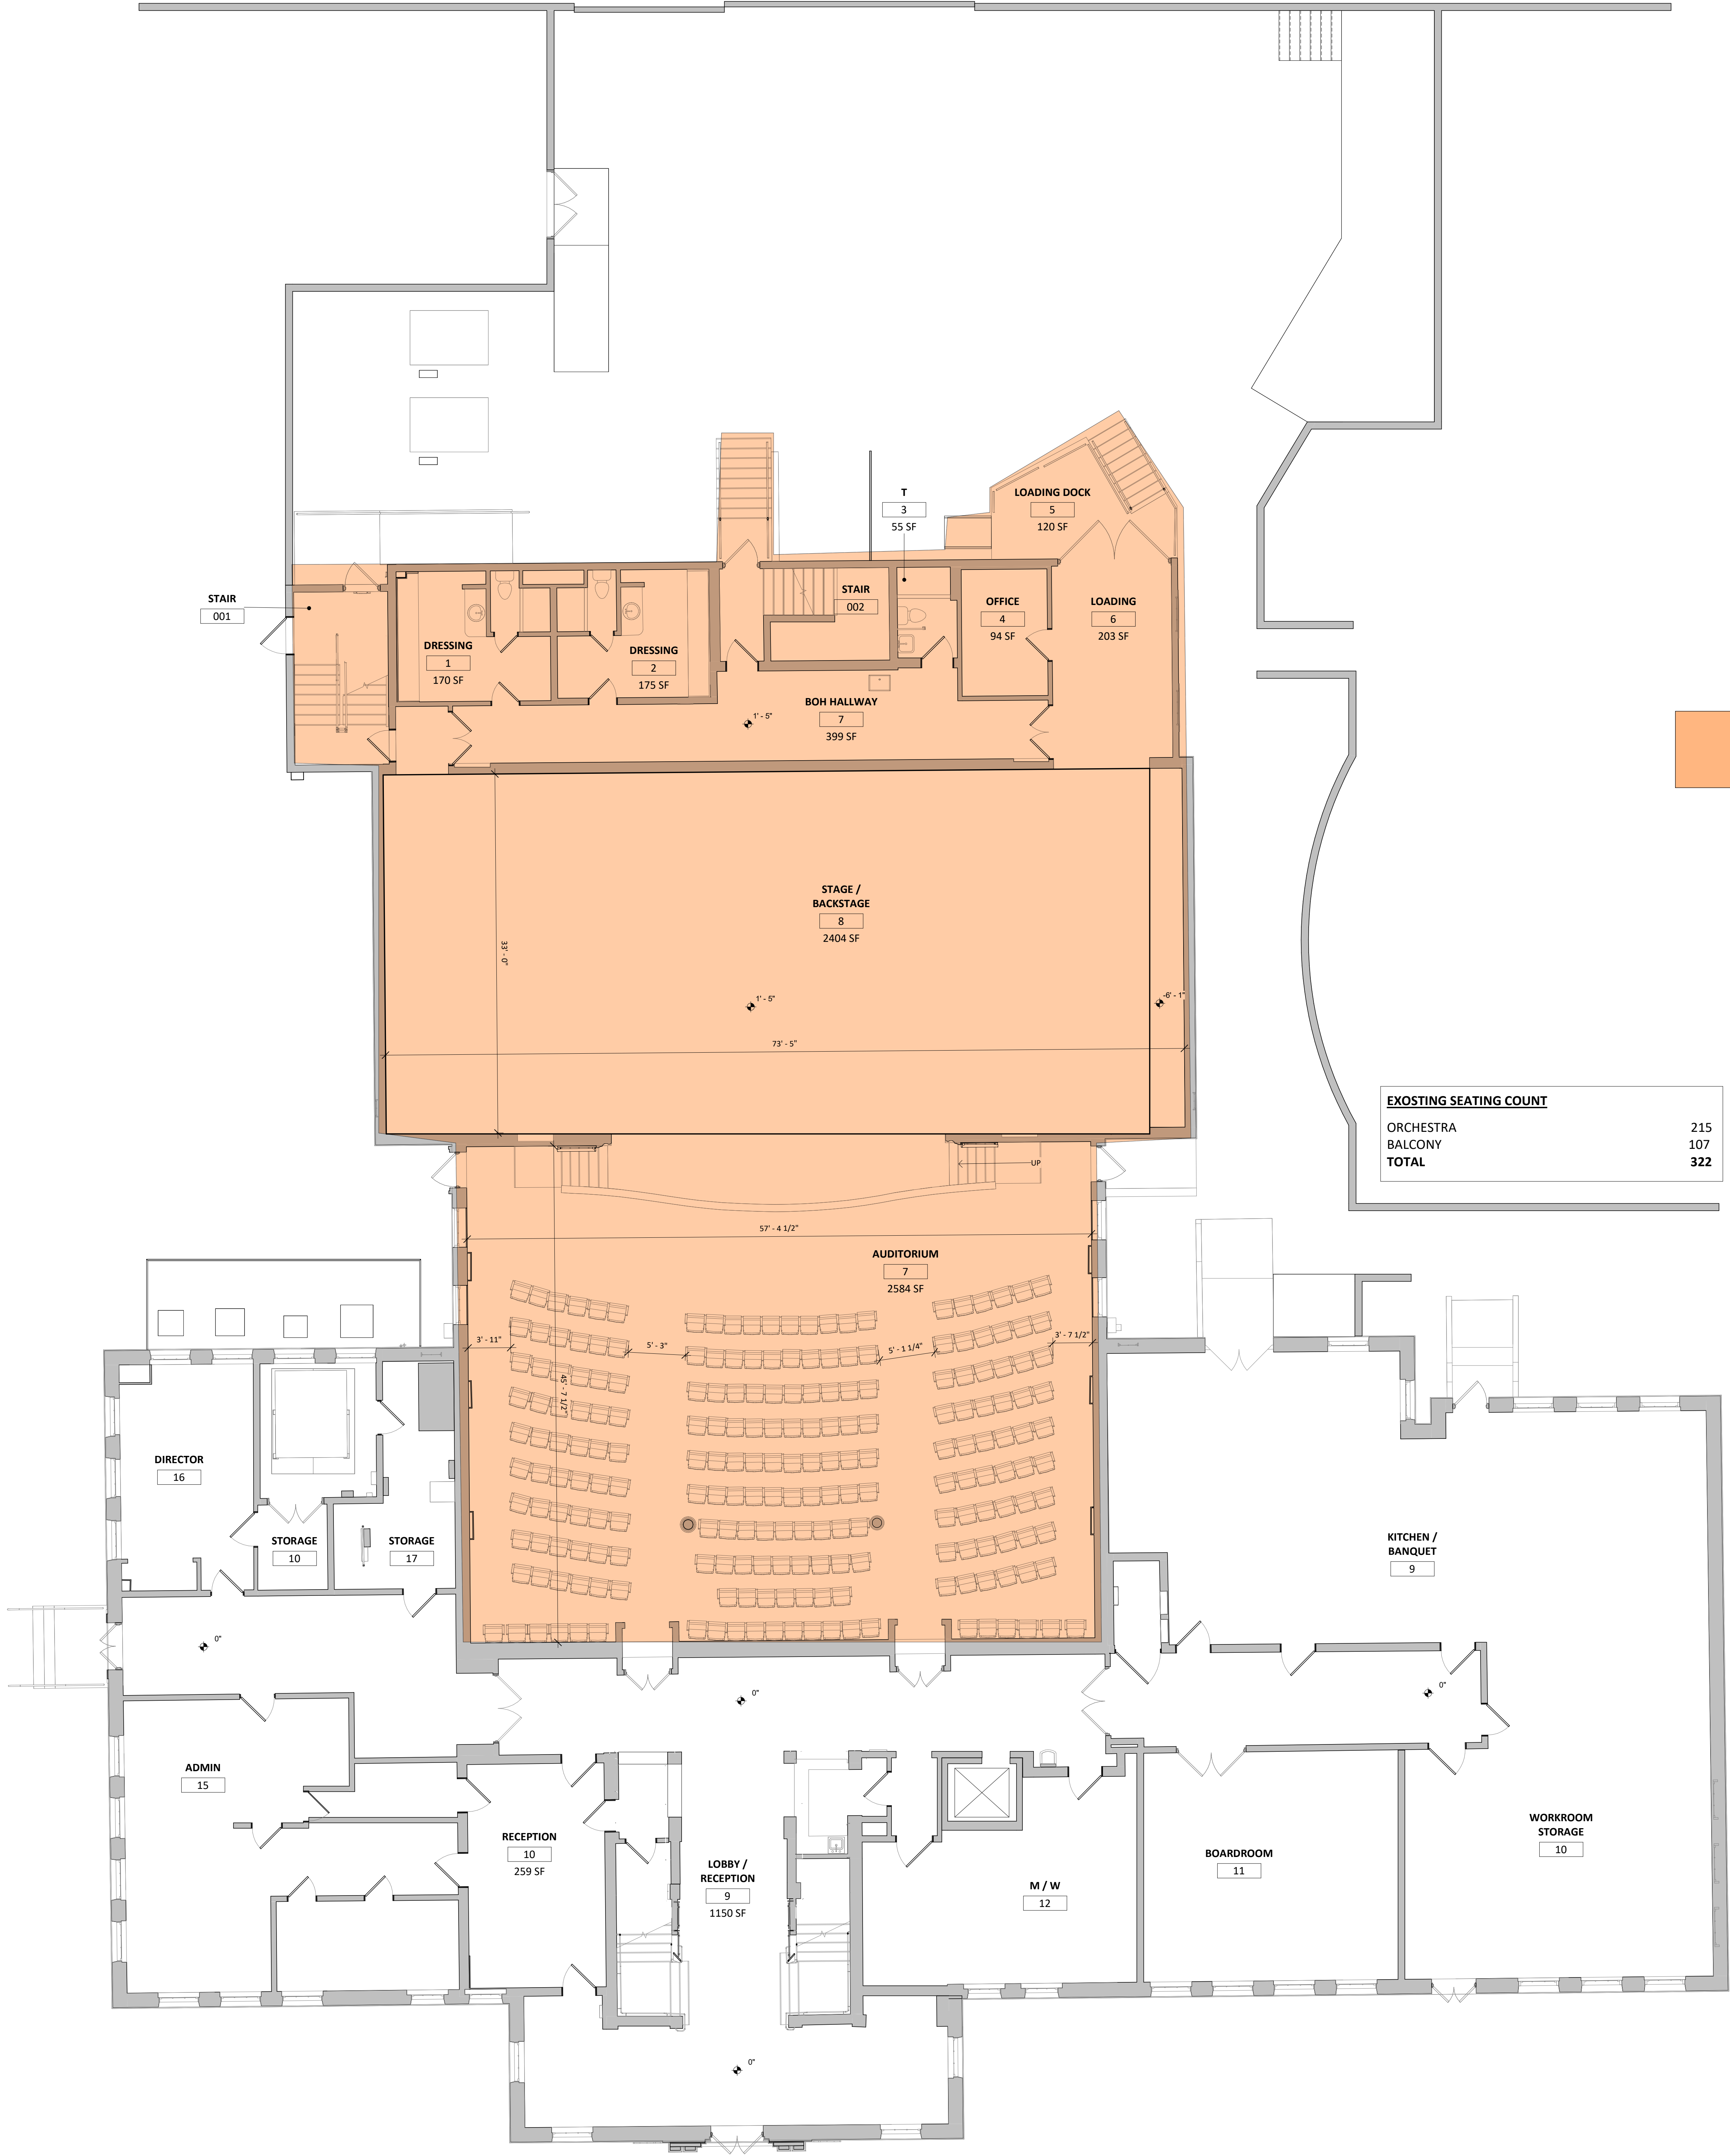 T
3
55 SF
LOADING DOCK
5
120 SF
STAIR
001
STAIR
002
OFFICE
4
94 SF
LOADING
6
203 SF
DRESSING
1
170 SF
DRESSING
2
175 SF
BOH HALLWAY
7
399 SF
1' - 5"
STAGE /
BACKSTAGE
8
2404 SF
33' - 0"
1' - 5"
-6' - 1"
73' - 5"
EXOSTING SEATING COUNT
ORCHESTRA 215
BALCONY 107
TOTAL 322
UP
57' - 4 1/2"
AUDITORIUM
7
2584 SF
3' - 11"
5' - 3"
5' - 1 1/4"
3' - 7 1/2"
45' - 7 1/2"
DIRECTOR
16
STORAGE
10
STORAGE
17
KITCHEN /
BANQUET
9
0"
0"
0"
ADMIN
15
RECEPTION
10
259 SF
LOBBY /
RECEPTION
9
1150 SF
M / W
12
BOARDROOM
11
WORKROOM
STORAGE
10
0"